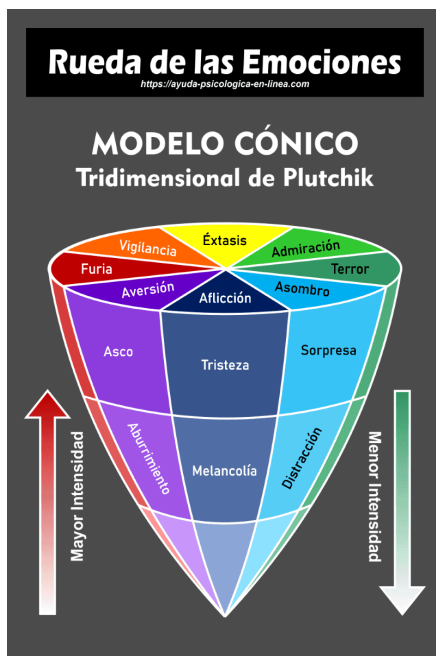 Rueda de las Emociones
https://ayuda-psicologica-en-linea.com
MODELO CÓNICO
Tridimensional de Plutchik
Éxtasis
Vigilancia
Admiración
Furia
Terror
Aversión
Aflicción
Asombro
Asco
Tristeza
Sorpresa
Aburrimiento
Melancolía
Distracción
Mayor Intensidad
Menor Intensidad